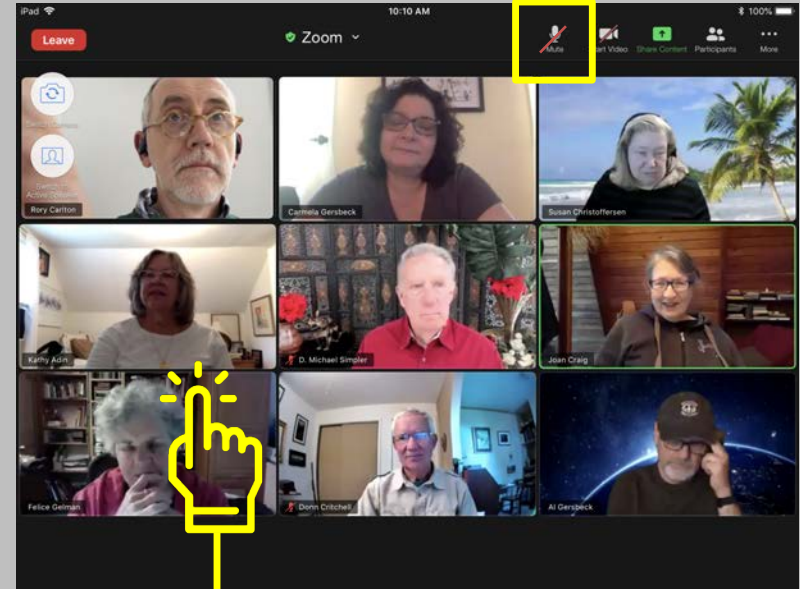 iPad
10:10 AM
100%
Leave
Zoom
Mute
rt Video
Share Content
Participants
More
Rory Carlton
Carmela Gersbeck
Susan Christoffersen
Kathy Adin
D. Michael Simpler
Joan Craig
Felice Gelman
Donn Critchell
Al Gersbeck